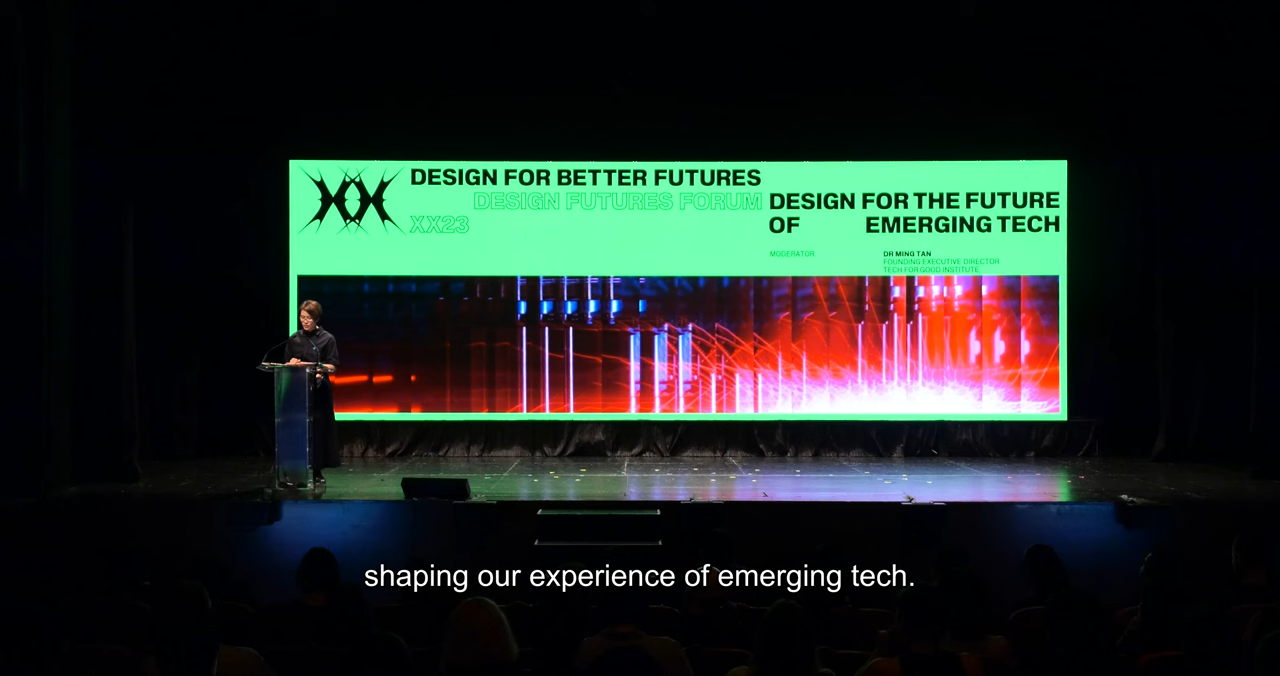 XX
DESIGN FOR BETTER FUTURES
DESIGN FUTURES FORUM
XX23
DESIGN FOR THE FUTURE
OF EMERGING TECH
MODERATOR
DR MING TAN
FOUNDING EXECUTIVE DIRECTOR
TECH FOR GOOD INSTITUTE
shaping our experience of emerging tech.